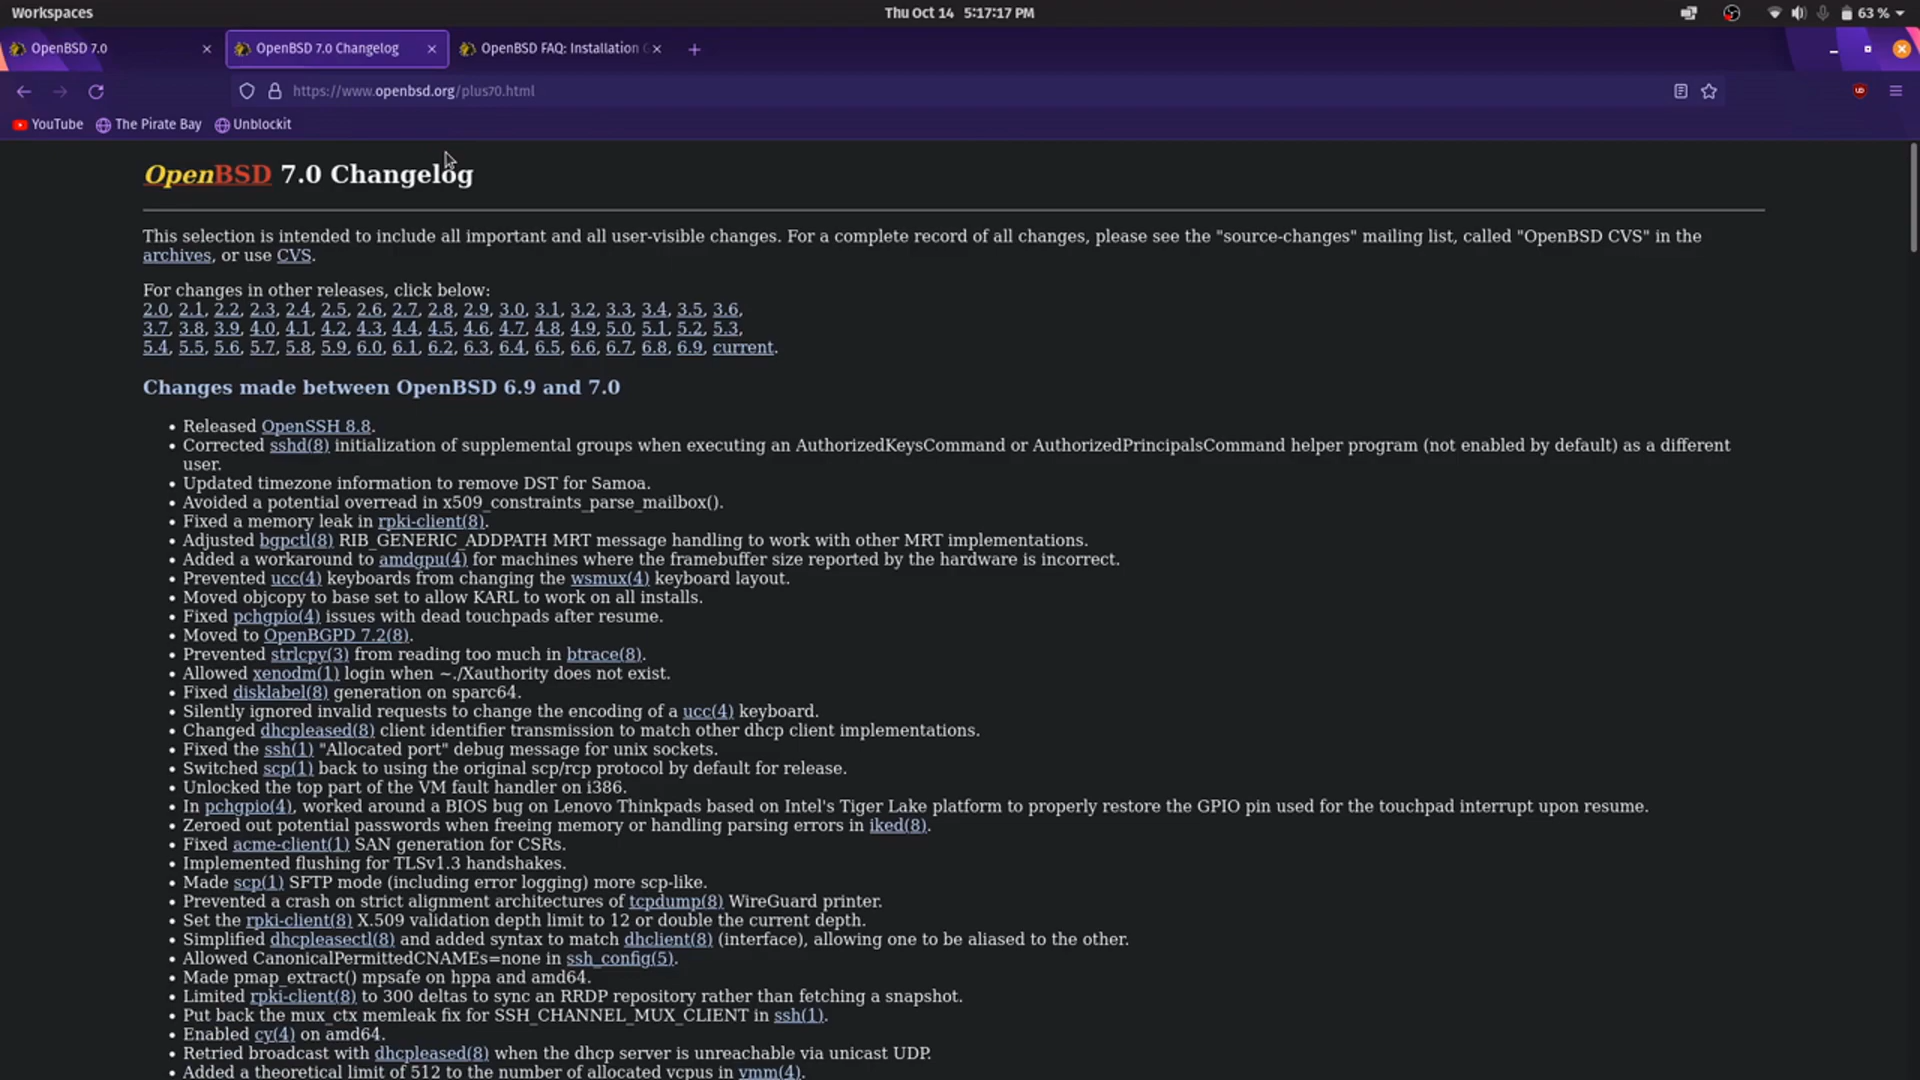 Workspaces
Thu Oct 14 5:17:17 PM
63 %
OpenBSD 7.0
OpenBSD 7.0 Changelog
OpenBSD FAQ: Installation
https://www.openbsd.org/plus70.html
YouTube
The Pirate Bay
Unblockit
OpenBSD 7.0 Changelog
This selection is intended to include all important and all user-visible changes. For a complete record of all changes, please see the "source-changes" mailing list, called "OpenBSD CVS" in the
archives, or use CVS.
For changes in other releases, click below:
2.0, 2.1, 2.2, 2.3, 2.4, 2.5, 2.6, 2.7, 2.8, 2.9, 3.0, 3.1, 3.2, 3.3, 3.4, 3.5, 3.6,
3.7, 3.8, 3.9, 4.0, 4.1, 4.2, 4.3, 4.4, 4.5, 4.6, 4.7, 4.8, 4.9, 5.0, 5.1, 5.2, 5.3,
5.4, 5.5, 5.6, 5.7, 5.8, 5.9, 6.0, 6.1, 6.2, 6.3, 6.4, 6.5, 6.6, 6.7, 6.8, 6.9, current.
Changes made between OpenBSD 6.9 and 7.0
• Released OpenSSH 8.8.
• Corrected sshd(8) initialization of supplemental groups when executing an AuthorizedKeysCommand or AuthorizedPrincipalsCommand helper program (not enabled by default) as a different
user.
• Updated timezone information to remove DST for Samoa.
• Avoided a potential overread in x509_constraints_parse_mailbox().
• Fixed a memory leak in rpki-client(8).
• Adjusted bgpctl(8) RIB_GENERIC_ADDPATH MRT message handling to work with other MRT implementations.
• Added a workaround to amdgpu(4) for machines where the framebuffer size reported by the hardware is incorrect.
• Prevented ucc(4) keyboards from changing the wsmux(4) keyboard layout.
• Moved objcopy to base set to allow KARL to work on all installs.
• Fixed pchgpio(4) issues with dead touchpads after resume.
• Moved to OpenBGPD 7.2(8).
• Prevented strlcpy(3) from reading too much in btrace(8).
• Allowed xenodm(1) login when ~./Xauthority does not exist.
• Fixed disklabel(8) generation on sparc64.
• Silently ignored invalid requests to change the encoding of a ucc(4) keyboard.
• Changed dhcpleased(8) client identifier transmission to match other dhcp client implementations.
• Fixed the ssh(1) "Allocated port" debug message for unix sockets.
• Switched scp(1) back to using the original scp/rcp protocol by default for release.
• Unlocked the top part of the VM fault handler on i386.
• In pchgpio(4), worked around a BIOS bug on Lenovo Thinkpads based on Intel's Tiger Lake platform to properly restore the GPIO pin used for the touchpad interrupt upon resume.
• Zeroed out potential passwords when freeing memory or handling parsing errors in iked(8).
• Fixed acme-client(1) SAN generation for CSRs.
• Implemented flushing for TLSv1.3 handshakes.
• Made scp(1) SFTP mode (including error logging) more scp-like.
• Prevented a crash on strict alignment architectures of tcpdump(8) WireGuard printer.
• Set the rpki-client(8) X.509 validation depth limit to 12 or double the current depth.
• Simplified dhcpleasectl(8) and added syntax to match dhclient(8) (interface), allowing one to be aliased to the other.
• Allowed CanonicalPermittedCNAMEs=none in ssh_config(5).
• Made pmap_extract() mpsafe on hppa and amd64.
• Limited rpki-client(8) to 300 deltas to sync an RRDP repository rather than fetching a snapshot.
• Put back the mux_ctx memleak fix for SSH_CHANNEL_MUX_CLIENT in ssh(1).
• Enabled cy(4) on amd64.
• Retried broadcast with dhcpleased(8) when the dhcp server is unreachable via unicast UDP.
• Added a theoretical limit of 512 to the number of allocated vcpus in vmm(4).